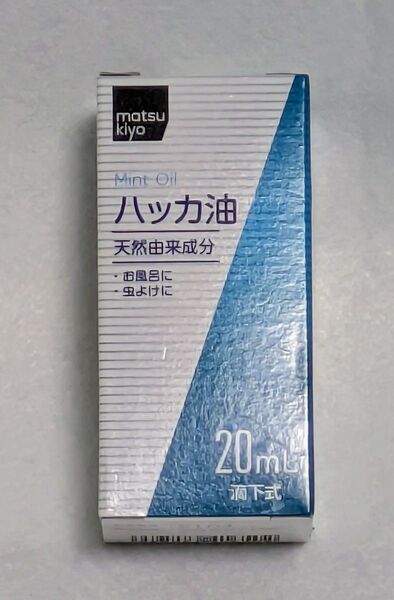 matsu
kiyo
Mint Oil
ハッカ油
天然由来成分
・お風呂に
・虫よけに
20mL
滴下式